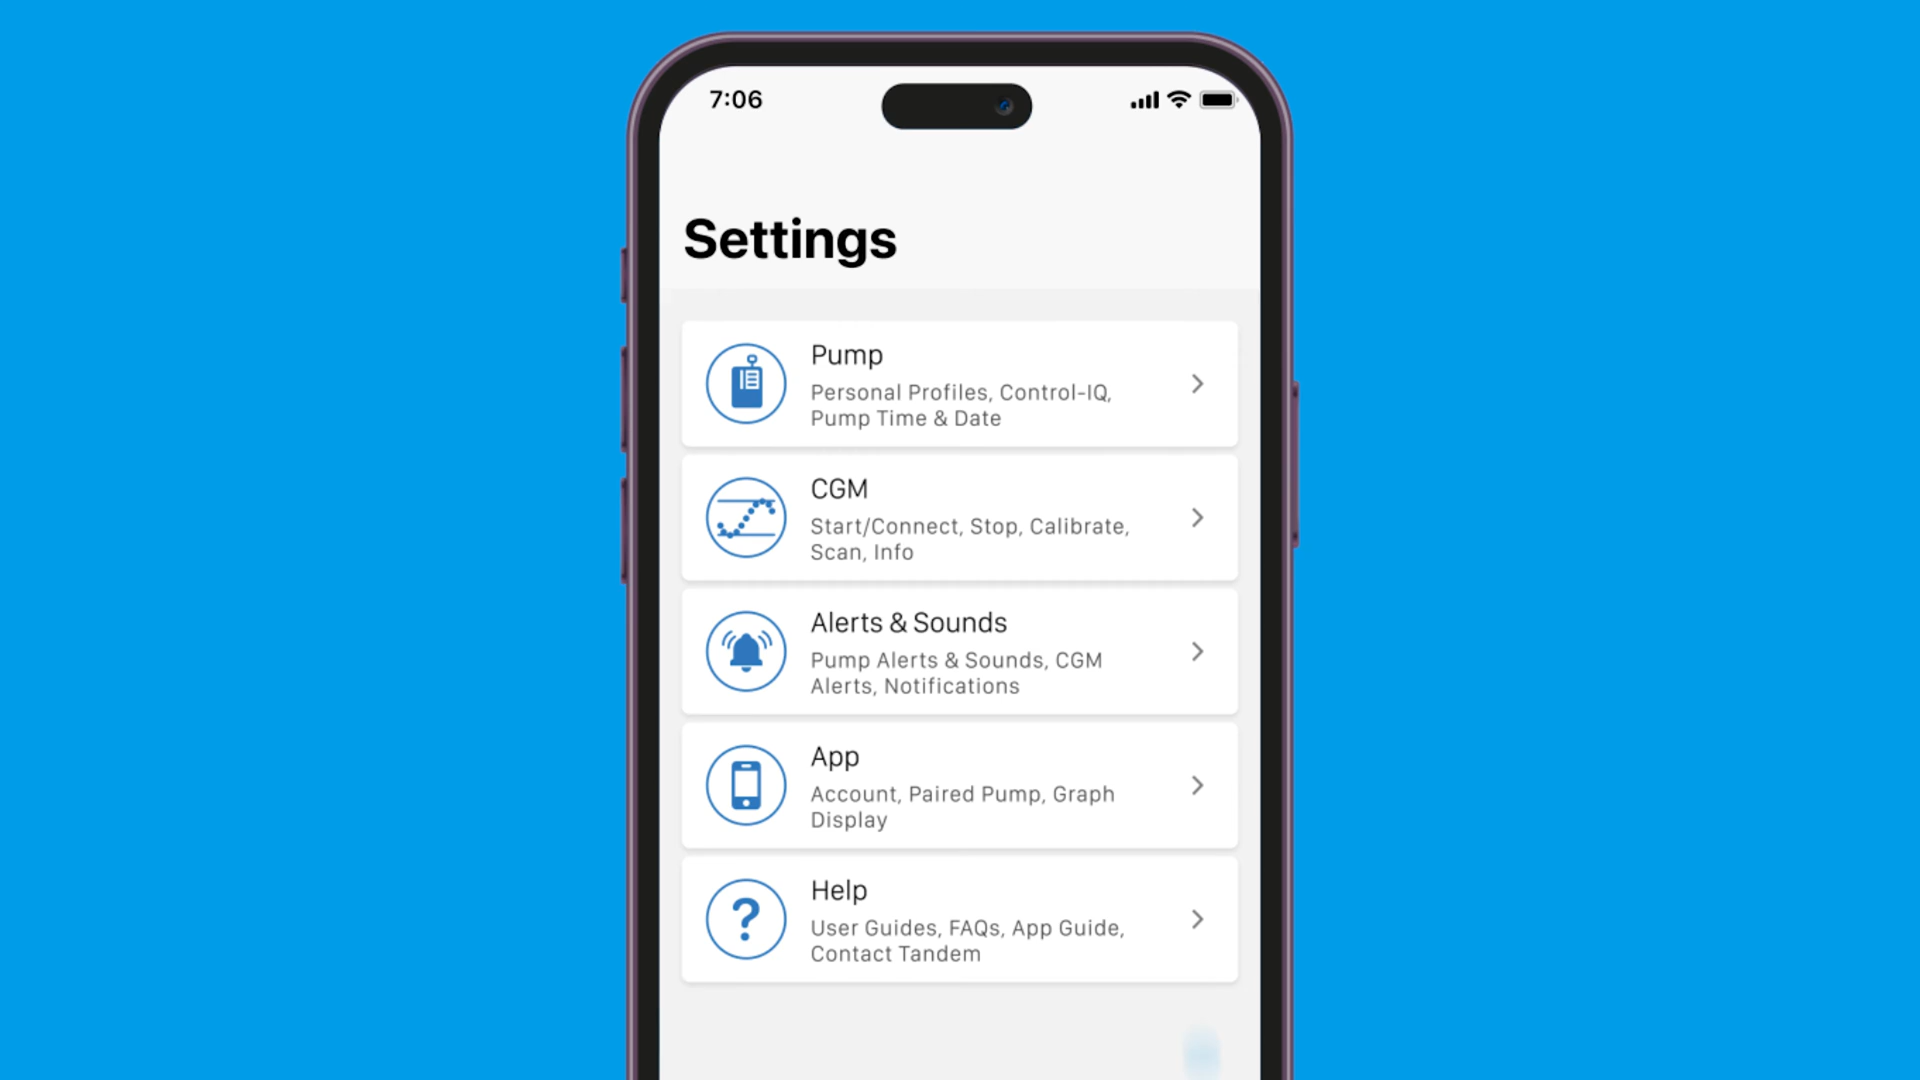 7:06
Settings
Pump
Personal Profiles, Control-IQ,
Pump Time & Date
CGM
Start/Connect, Stop, Calibrate,
Scan, Info
Alerts & Sounds
Pump Alerts & Sounds, CGM
Alerts, Notifications
App
Account, Paired Pump, Graph
Display
?
Help
User Guides, FAQs, App Guide,
Contact Tandem